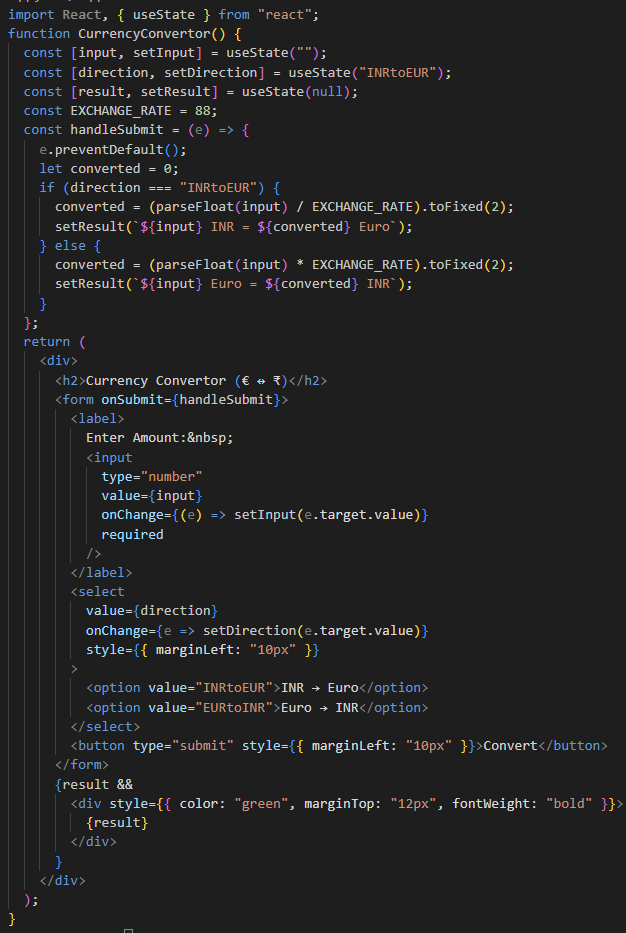 import React, { useState } from "react";
function CurrencyConvertor() {
  const [input, setInput] = useState("");
  const [direction, setDirection] = useState("INRtoEUR");
  const [result, setResult] = useState(null);
  const EXCHANGE_RATE = 88;
  const handleSubmit = (e) => {
    e.preventDefault();
    let converted = 0;
    if (direction === "INRtoEUR") {
      converted = (parseFloat(input) / EXCHANGE_RATE).toFixed(2);
      setResult(`${input} INR = ${converted} Euro`);
    } else {
      converted = (parseFloat(input) * EXCHANGE_RATE).toFixed(2);
      setResult(`${input} Euro = ${converted} INR`);
    }
  };
  return (
    <div>
      <h2>Currency Convertor (€ ↔ ₹)</h2>
      <form onSubmit={handleSubmit}>
        <label>
          Enter Amount:&nbsp;
          <input
            type="number"
            value={input}
            onChange={(e) => setInput(e.target.value)}
            required
          />
        </label>
        <select
          value={direction}
          onChange={e => setDirection(e.target.value)}
          style={{ marginLeft: "10px" }}
        >
          <option value="INRtoEUR">INR → Euro</option>
          <option value="EURtoINR">Euro → INR</option>
        </select>
        <button type="submit" style={{ marginLeft: "10px" }}>Convert</button>
      </form>
      {result &&
        <div style={{ color: "green", marginTop: "12px", fontWeight: "bold" }}>
          {result}
        </div>
      }
    </div>
  );
}